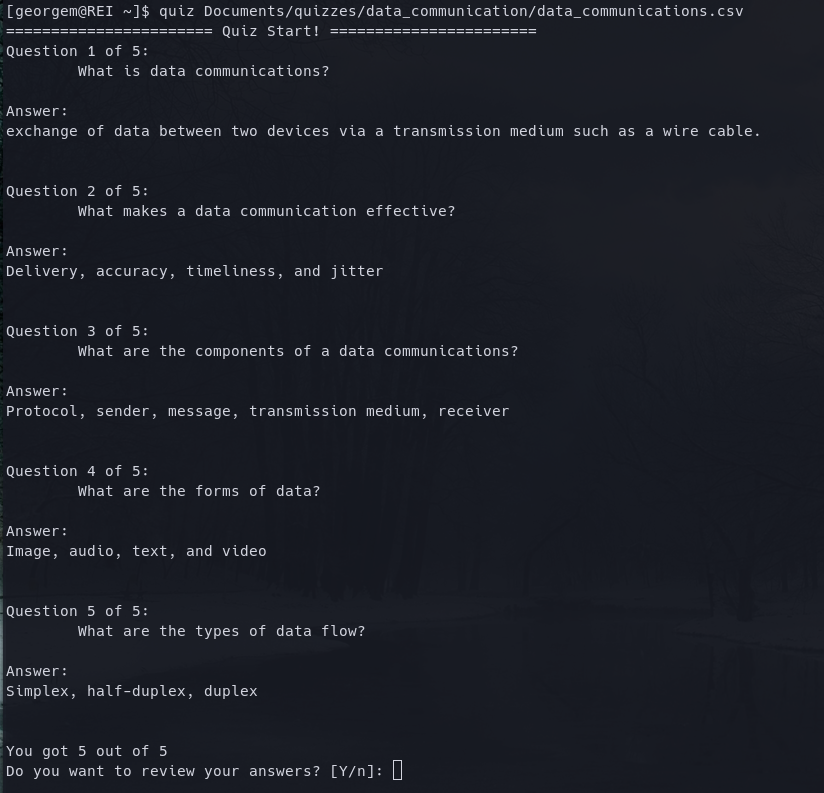 [georgem@REI ~]$ quiz Documents/quizzes/data_communication/data_communications.csv
======================= Quiz Start! =======================
Question 1 of 5:
What is data communications?
Answer:
exchange of data between two devices via a transmission medium such as a wire cable.
Question 2 of 5:
What makes a data communication effective?
Answer:
Delivery, accuracy, timeliness, and jitter
Question 3 of 5:
What are the components of a data communications?
Answer:
Protocol, sender, message, transmission medium, receiver
Question 4 of 5:
What are the forms of data?
Answer:
Image, audio, text, and video
Question 5 of 5:
What are the types of data flow?
Answer:
Simplex, half-duplex, duplex
You got 5 out of 5
Do you want to review your answers? [Y/n]: